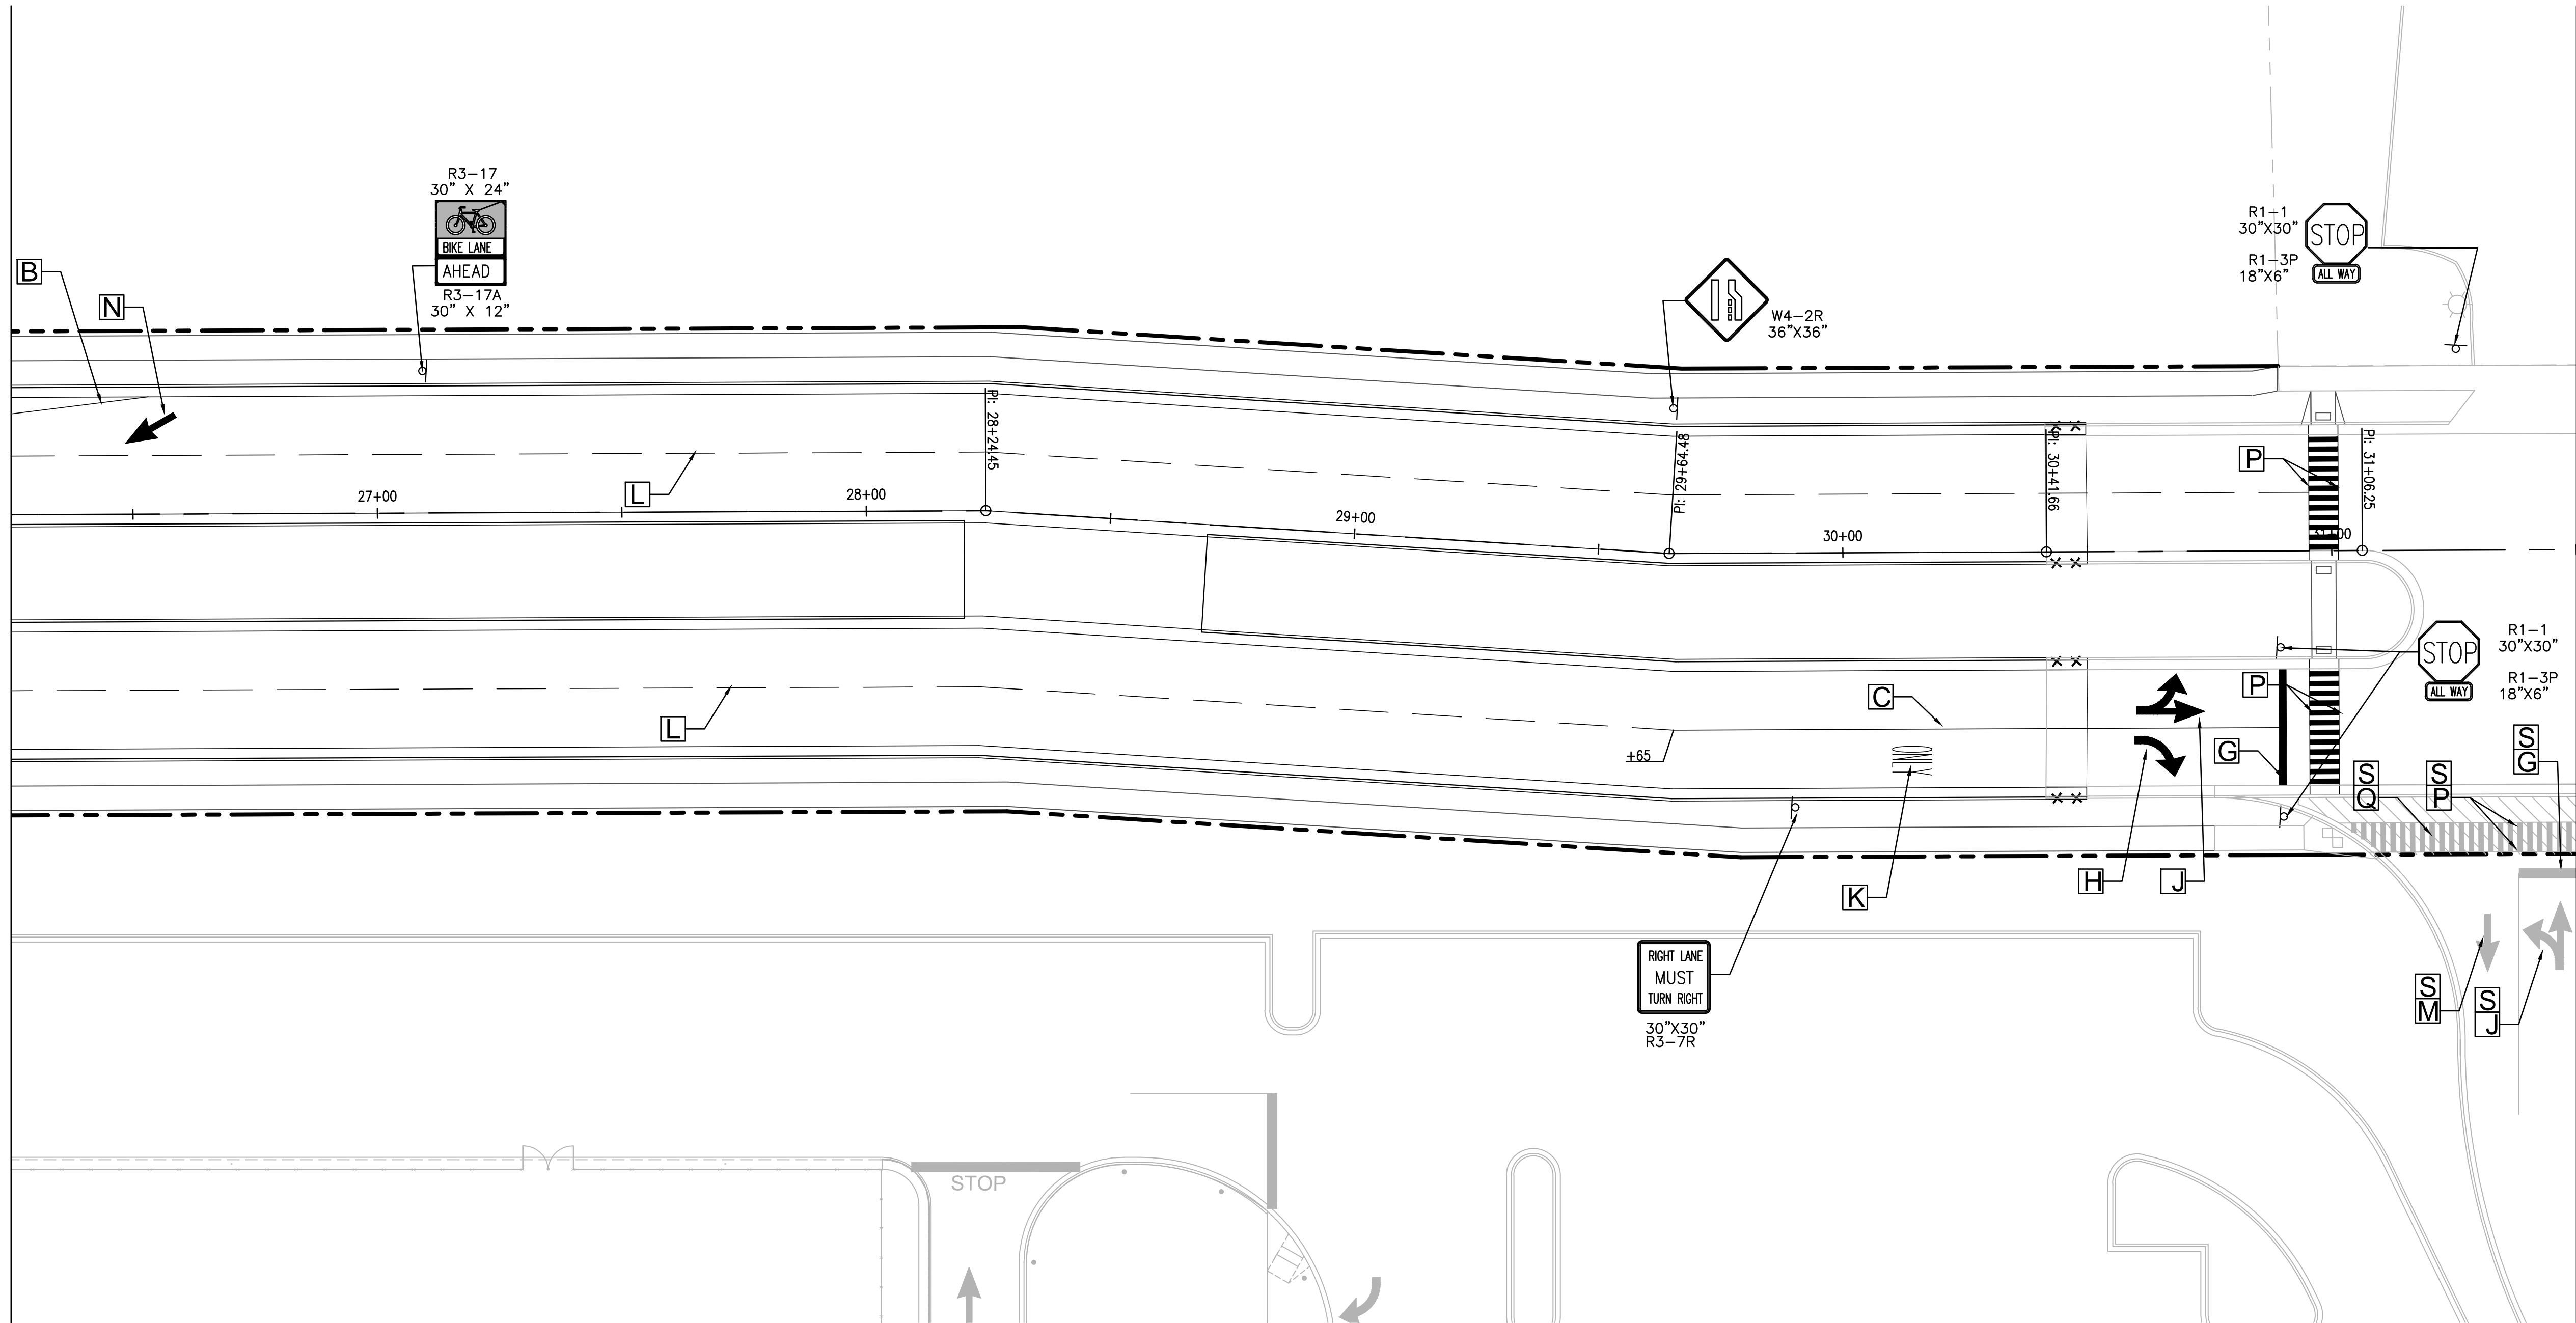 R3-17
30" X 24"
BIKE LANE
AHEAD
R3-17A
30" X 12"
B
N
W4-2R
36"X36"
R1-1
30"X30"
R1-3P
18"X6"
STOP
ALL WAY
L
27+00
28+00
PI: 28+24.45
29+00
PI: 29+64.48
30+00
PI: 30+41.66
P
31+00
PI: 31+06.25
L
+65
C
P
G
STOP
ALL WAY
R1-1
30"X30"
R1-3P
18"X6"
S
G
S
Q
S
P
ONLY
K
H
J
RIGHT LANE
MUST
TURN RIGHT
30"X30"
R3-7R
S
M
S
J
STOP